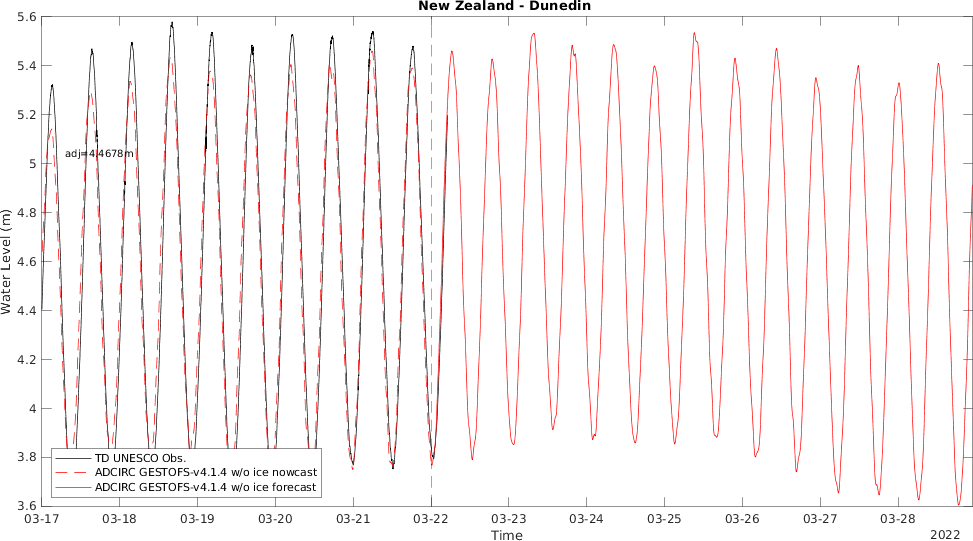 New Zealand - Dunedin
5.6
5.4
5.2
5
4.8
4.6
4.4
4.2
4
3.8
3.6
Water Level (m)
adj=4.4678m
TD UNESCO Obs.
ADCIRC GESTOFS-v4.1.4 w/o ice nowcast
ADCIRC GESTOFS-v4.1.4 w/o ice forecast
03-17 03-18 03-19 03-20 03-21 03-22 03-23 03-24 03-25 03-26 03-27 03-28
Time
2022